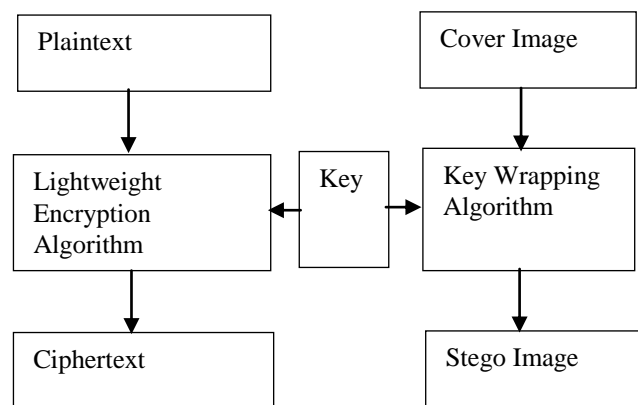 Plaintext
Cover Image
Lightweight
Encryption
Algorithm
Key
Key Wrapping
Algorithm
Ciphertext
Stego Image